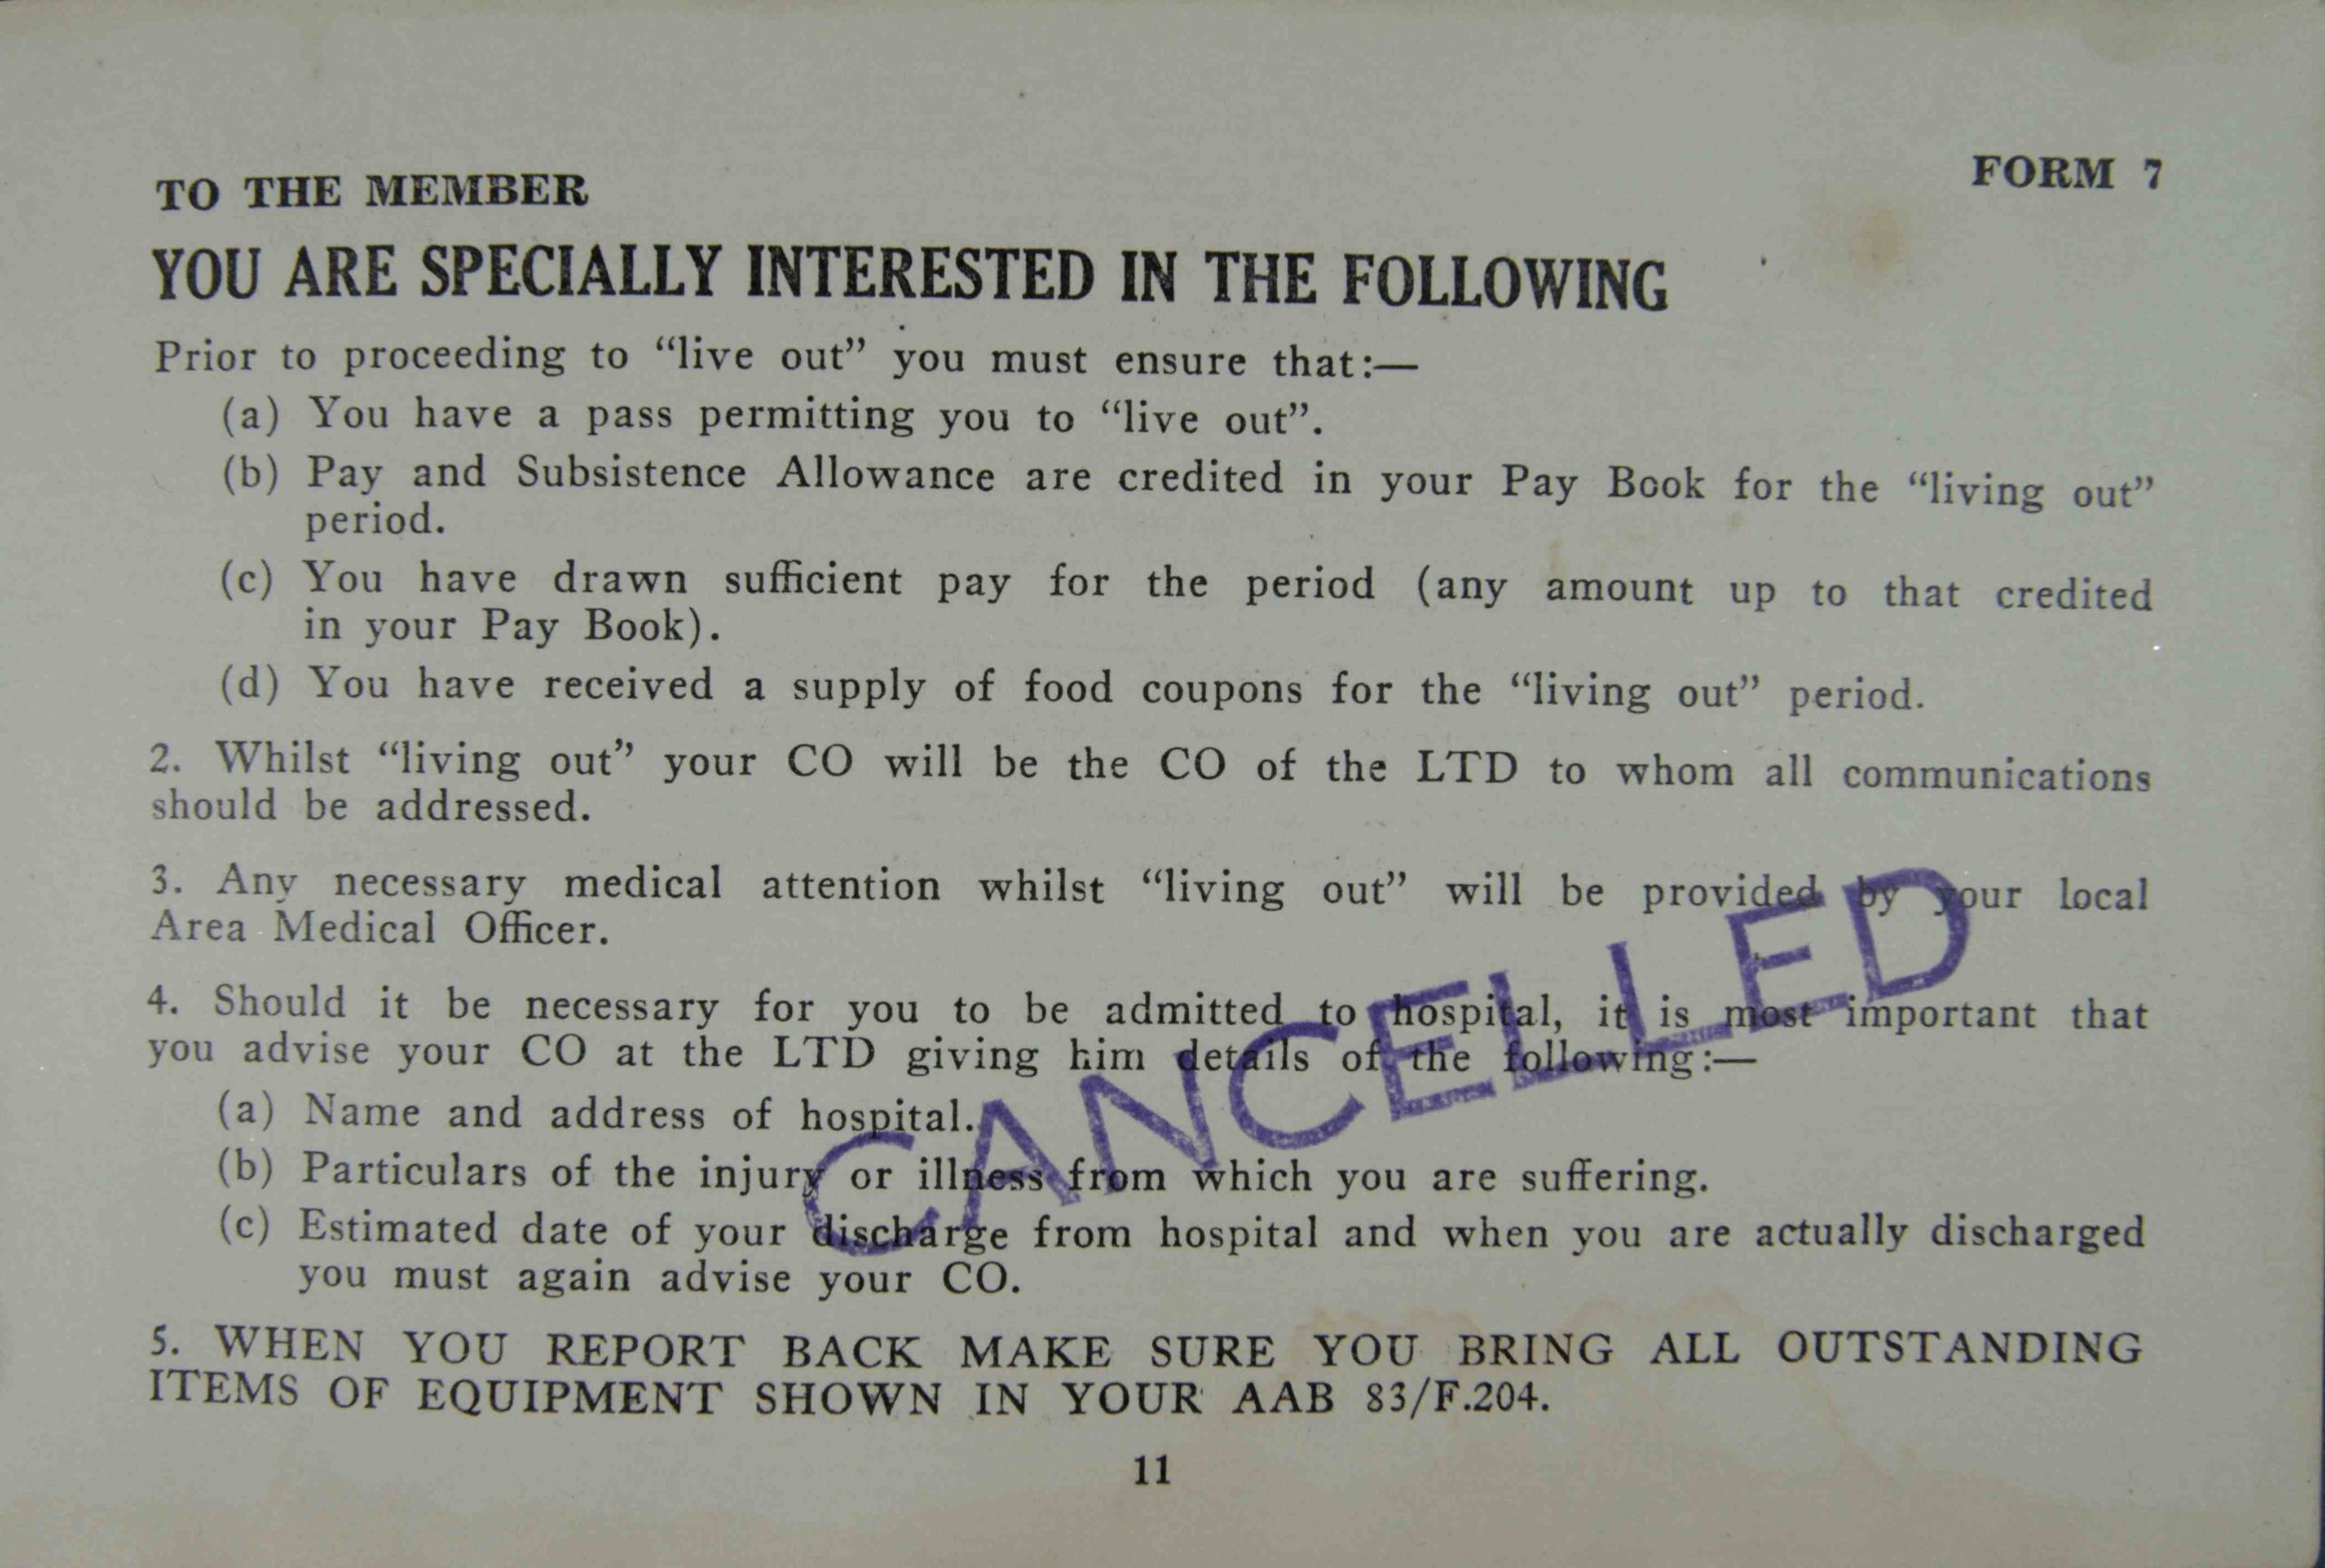 FORM 7
TO THE MEMBER
YOU ARE SPECIALLY INTERESTED IN THE FOLLOWING
Prior to proceeding to “live out” you must ensure that:—
(a) You have a pass permitting you to “live out”.
(b) Pay and Subsistence Allowance are credited in your Pay Book for the “living out”
period.
(c) You have drawn sufficient pay for the period (any amount up to that credited
in your Pay Book).
(d) You have received a supply of food coupons for the “living out” period.
2. Whilst “living out” your CO will be the CO of the LTD to whom all communications
should be addressed.
3. Any necessary medical attention whilst “living out” will be provided by your local
Area Medical Officer.
4. Should it be necessary for you to be admitted to hospital, it is most important that
you advise your CO at the LTD giving him details of the following:—
(a) Name and address of hospital.
(b) Particulars of the injury or illness from which you are suffering.
(c) Estimated date of your discharge from hospital and when you are actually discharged
you must again advise your CO.
CANCELLED
5. WHEN YOU REPORT BACK MAKE SURE YOU BRING ALL OUTSTANDING
ITEMS OF EQUIPMENT SHOWN IN YOUR AAB 83/F.204.
11